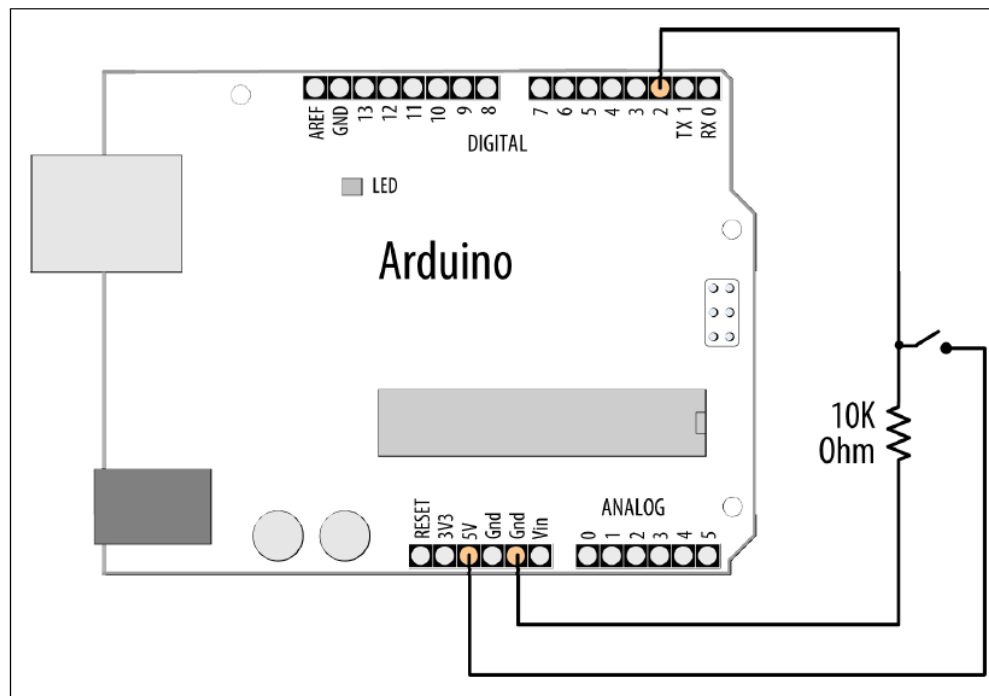 AREF
GND
13
12
11
10
9
8
7
6
5
4
3
2
TX 1
RX 0
DIGITAL
LED
Arduino
10K
Ohm
RESET
3V3
5V
Gnd
Gnd
Vin
ANALOG
0
1
2
3
4
5